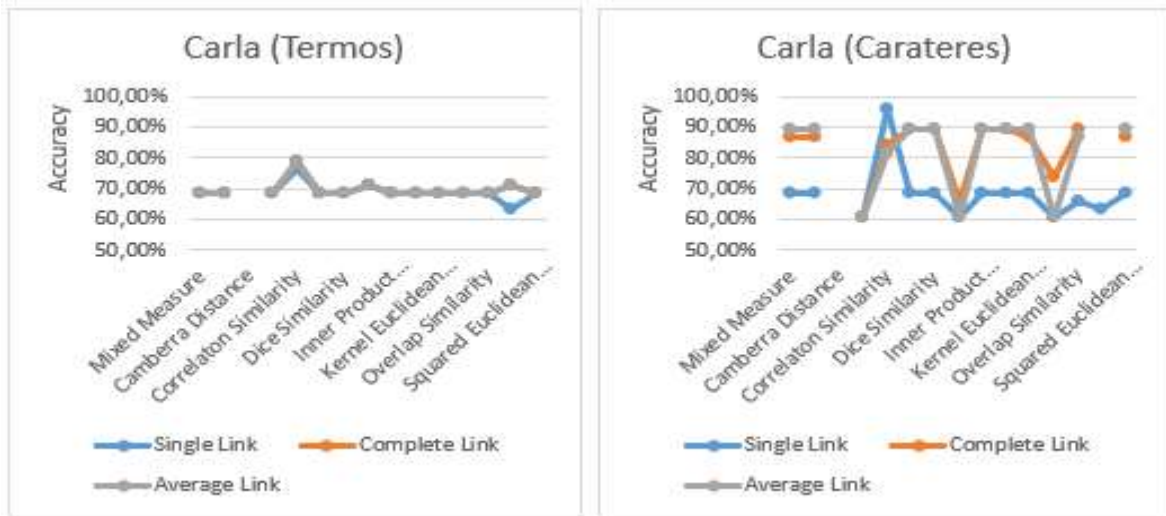 Carla (Termos)
Accuracy
100,00%
90,00%
80,00%
70,00%
60,00%
50,00%
Mixed Measure
Camberra Distance
Correlaton Similarity
Dice Similarity
Inner Product...
Kernel Euclidean...
Overlap Similarity
Squared Euclidean...
Single Link
Complete Link
Average Link
Carla (Carateres)
Accuracy
100,00%
90,00%
80,00%
70,00%
60,00%
50,00%
Mixed Measure
Camberra Distance
Correlaton Similarity
Dice Similarity
Inner Product...
Kernel Euclidean...
Overlap Similarity
Squared Euclidean...
Single Link
Complete Link
Average Link